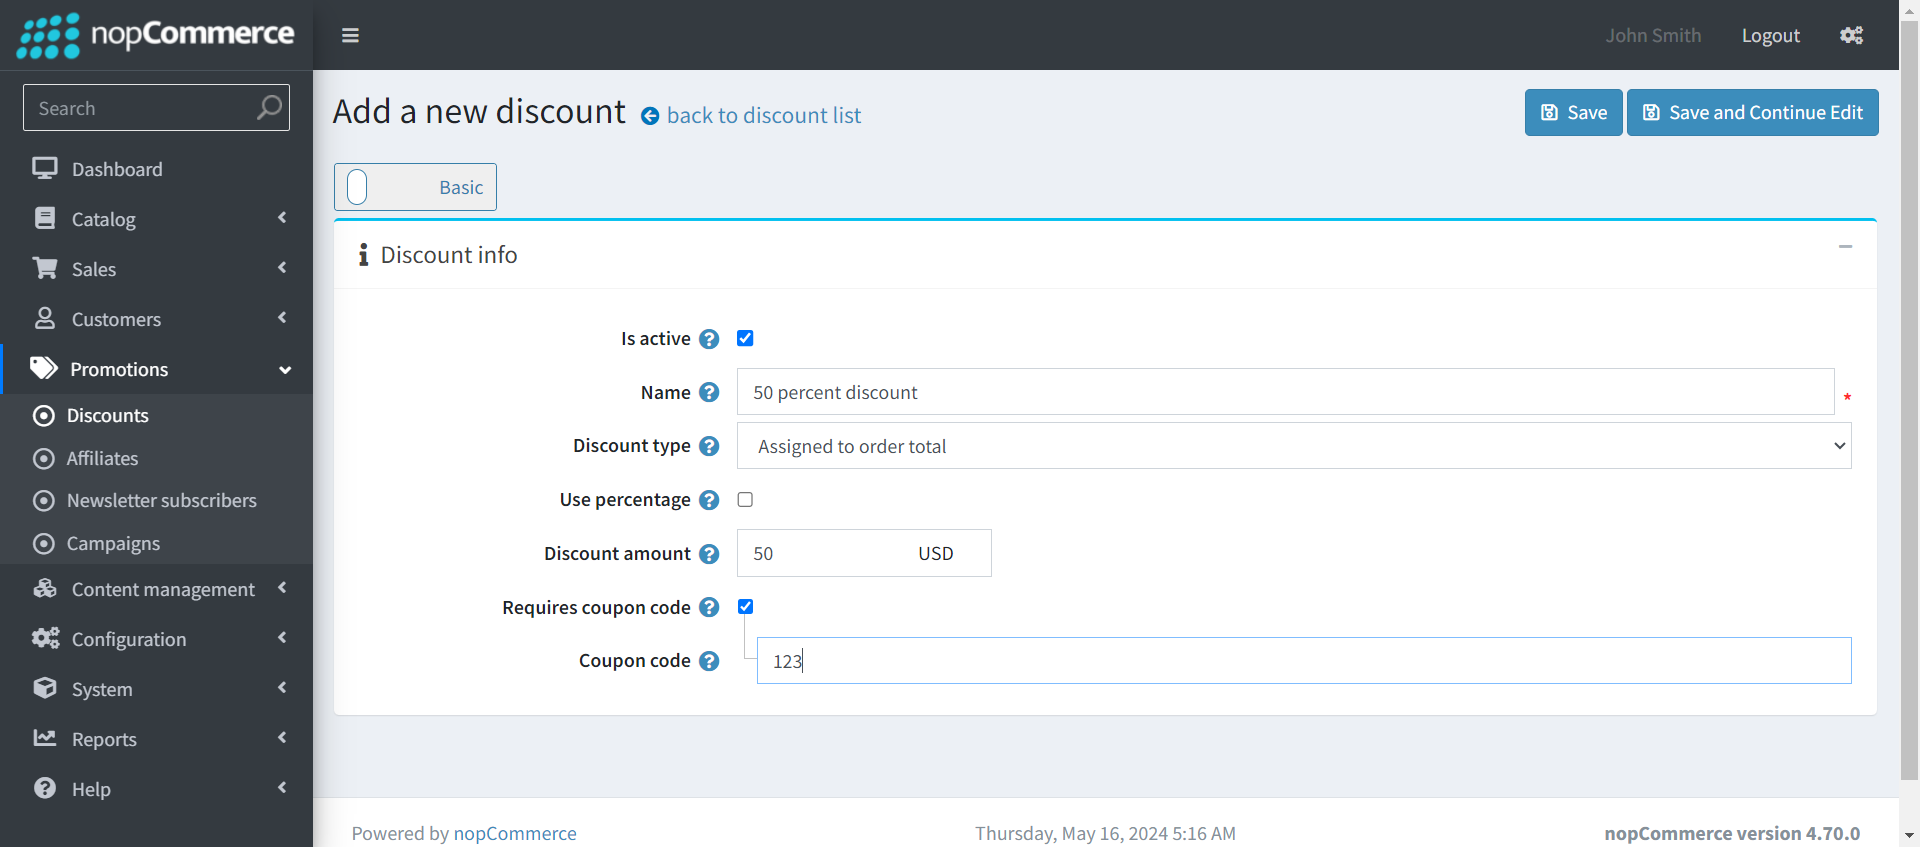 nopCommerce
John Smith
Logout
Search
Add a new discount
back to discount list
Save
Save and Continue Edit
Dashboard
Catalog
Sales
Customers
Promotions
Discounts
Affiliates
Newsletter subscribers
Campaigns
Content management
Configuration
System
Reports
Help
Basic
Discount info
Is active
Name
50 percent discount
*
Discount type
Assigned to order total
Use percentage
Discount amount
50 USD
Requires coupon code
Coupon code
123
Powered by nopCommerce
Thursday, May 16, 2024 5:16 AM
nopCommerce version 4.70.0